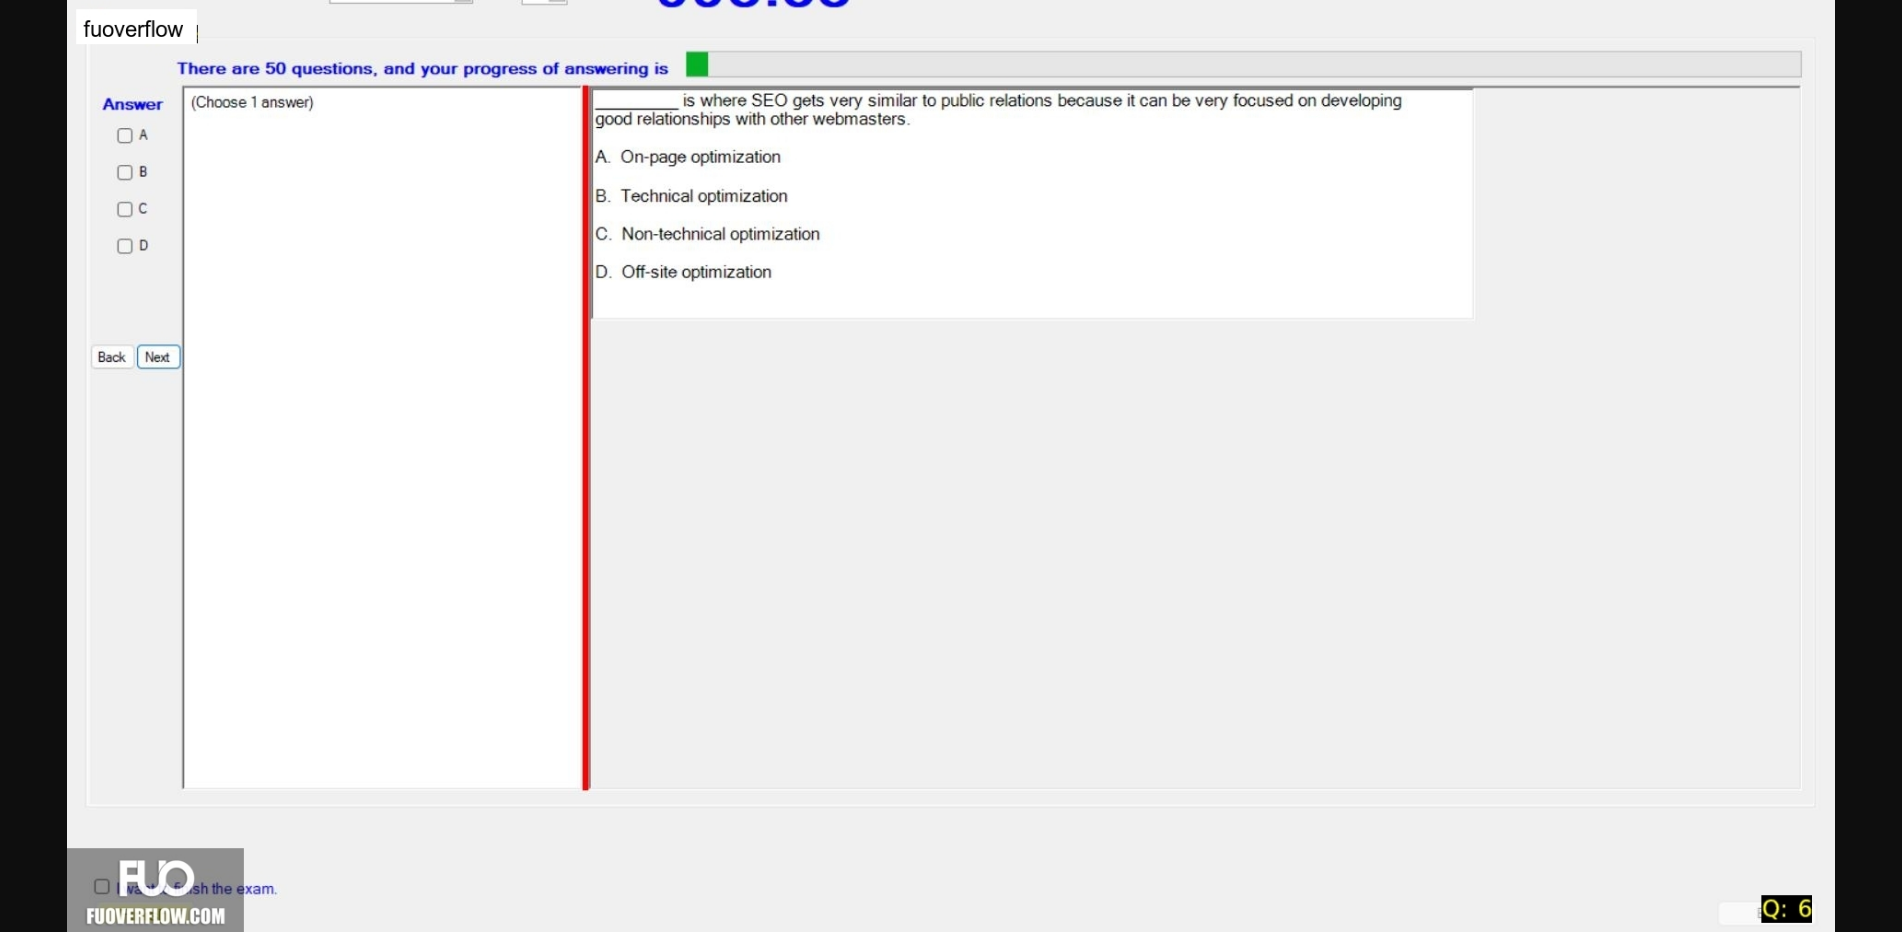 fuoverflow
There are 50 questions, and your progress of answering is
Answer
A
B
C
D
Back
Next
(Choose 1 answer)
_________ is where SEO gets very similar to public relations because it can be very focused on developing
good relationships with other webmasters.
A. On-page optimization
B. Technical optimization
C. Non-technical optimization
D. Off-site optimization
FUO
sh the exam.
FUOVERFLOW.COM
Q: 6